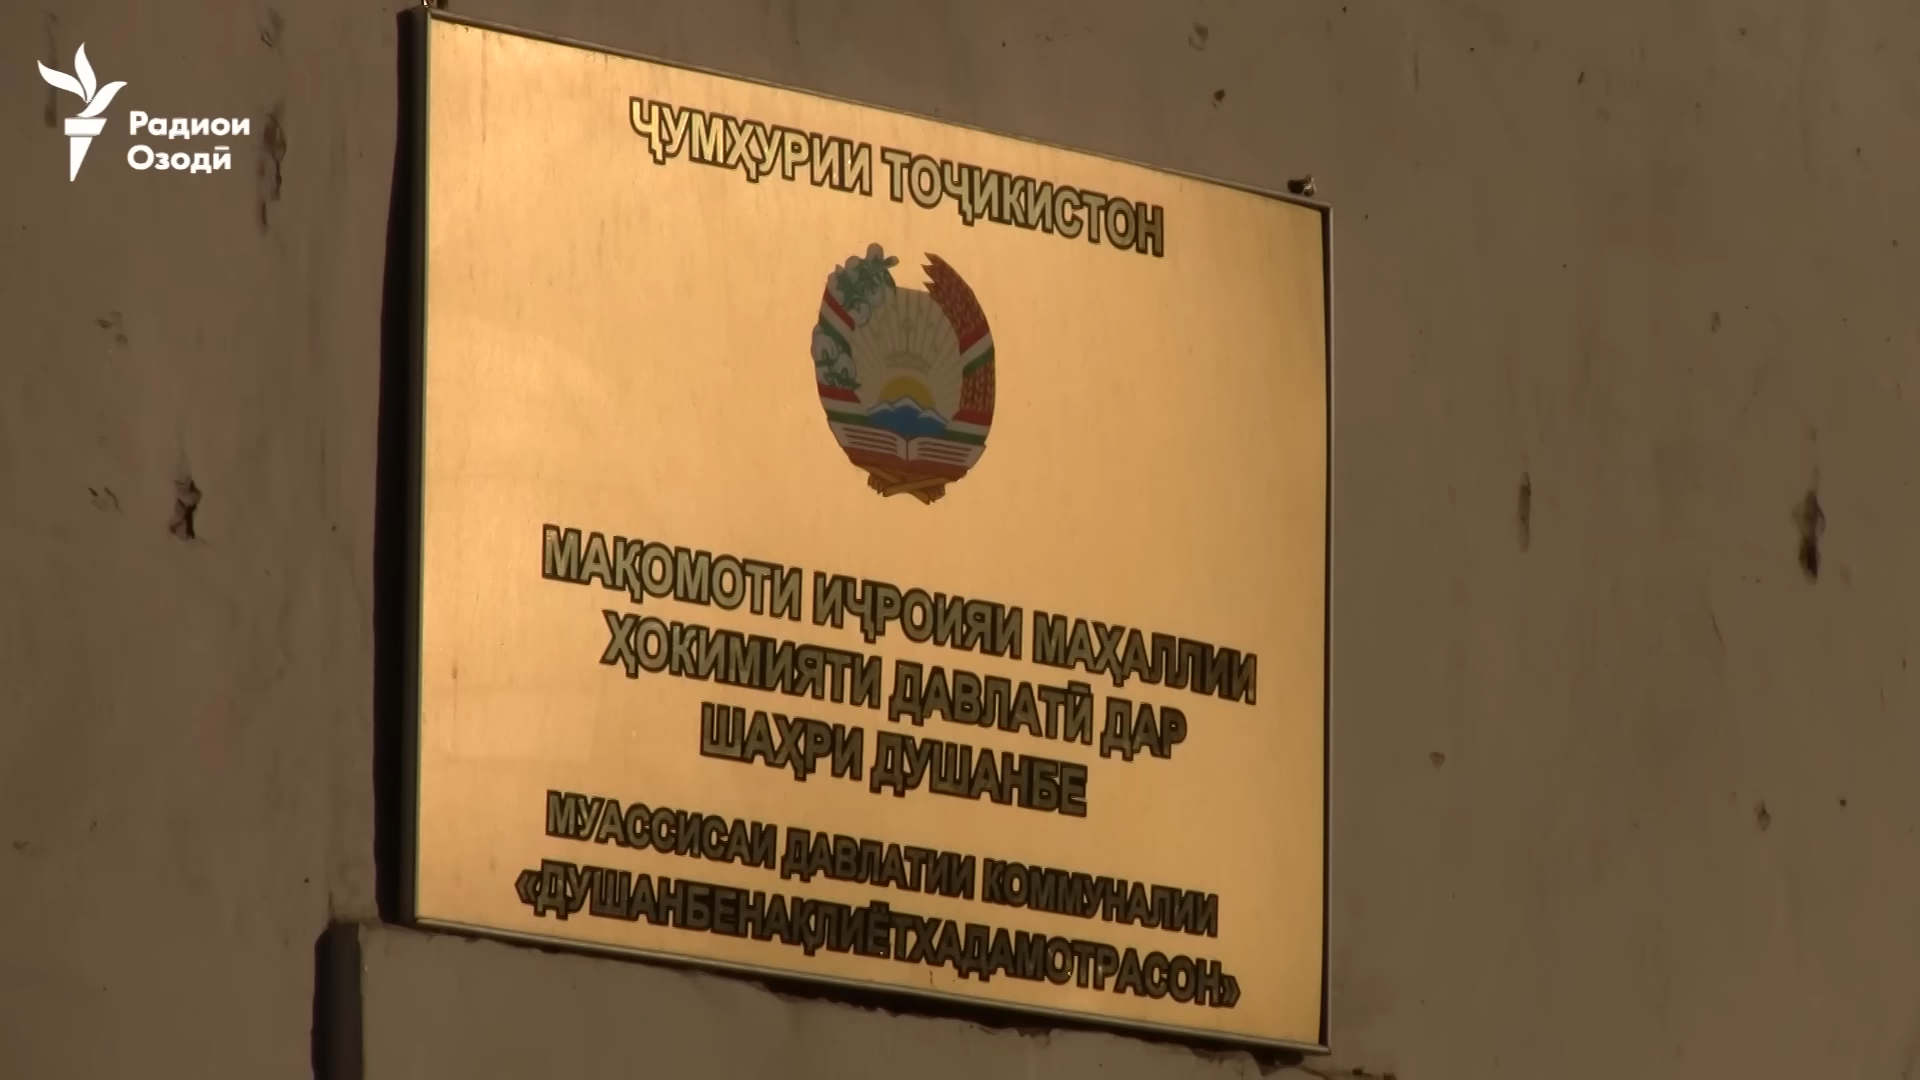 Радиои
Озодӣ
ҶУМҲУРИИ ТОҶИКИСТОН
МАҚОМОТИ ИҶРОИЯИ МАҲАЛЛИИ
ҲОКИМИЯТИ ДАВЛАТӢ ДАР
ШАҲРИ ДУШАНБЕ
МУАССИСАИ ДАВЛАТИИ КОММУНАЛИИ
«ДУШАНБЕНАҚЛИЁТХАДАМОТРАСОН»